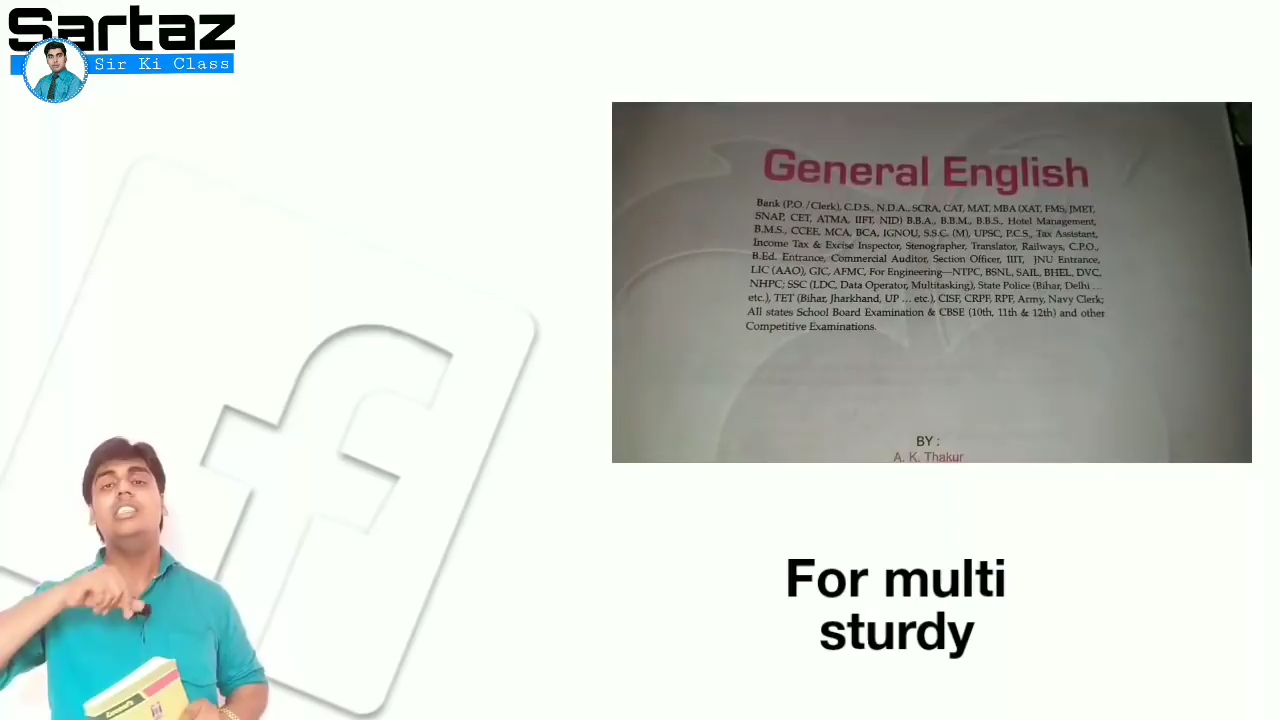 Sartaz
Sir Ki Class
General English
Bank (P.O./Clerk), C.D.S., N.D.A., SCRA, CAT, MAT, MBA (XAT, FMS, JMET,
SNAP, CET, ATMA, IIFT, NID) B.B.A., B.B.M., B.B.S., Hotel Management,
B.M.S., CCEE, MCA, BCA, IGNOU, S.S.C. (M), UPSC, P.C.S., Tax Assistant,
Income Tax & Excise Inspector, Stenographer, Translator, Railways, C.P.O.,
B.Ed. Entrance, Commercial Auditor, Section Officer, IIIT, JNU Entrance,
LIC (AAO), GIC, AFMC, For Engineering—NTPC, BSNL, SAIL, BHEL, DVC,
NHPC; SSC (LDC, Data Operator, Multitasking), State Police (Bihar, Delhi ...
etc.), TET (Bihar, Jharkhand, UP ... etc.), CISF, CRPF, RPF, Army, Navy Clerk;
All states School Board Examination & CBSE (10th, 11th & 12th) and other
Competitive Examinations.
BY :
A. K. Thakur
For multi
sturdy